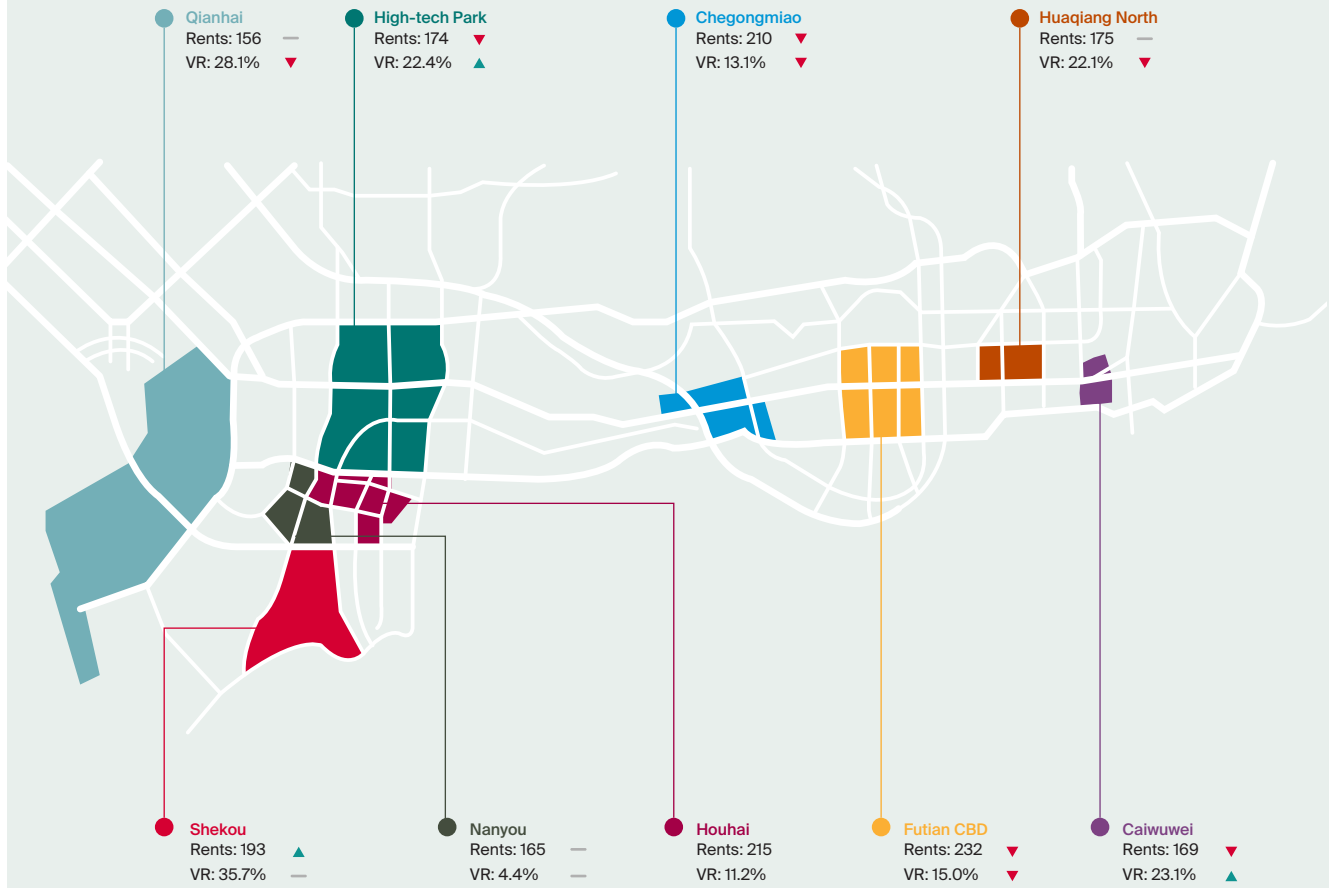 Qianhai
Rents: 156
VR: 28.1%
High-tech Park
Rents: 174
VR: 22.4%
Chegongmiao
Rents: 210
VR: 13.1%
Huaqiang North
Rents: 175
VR: 22.1%
Shekou
Rents: 193
VR: 35.7%
Nanyou
Rents: 165
VR: 4.4%
Houhai
Rents: 215
VR: 11.2%
Futian CBD
Rents: 232
VR: 15.0%
Caiwuwei
Rents: 169
VR: 23.1%